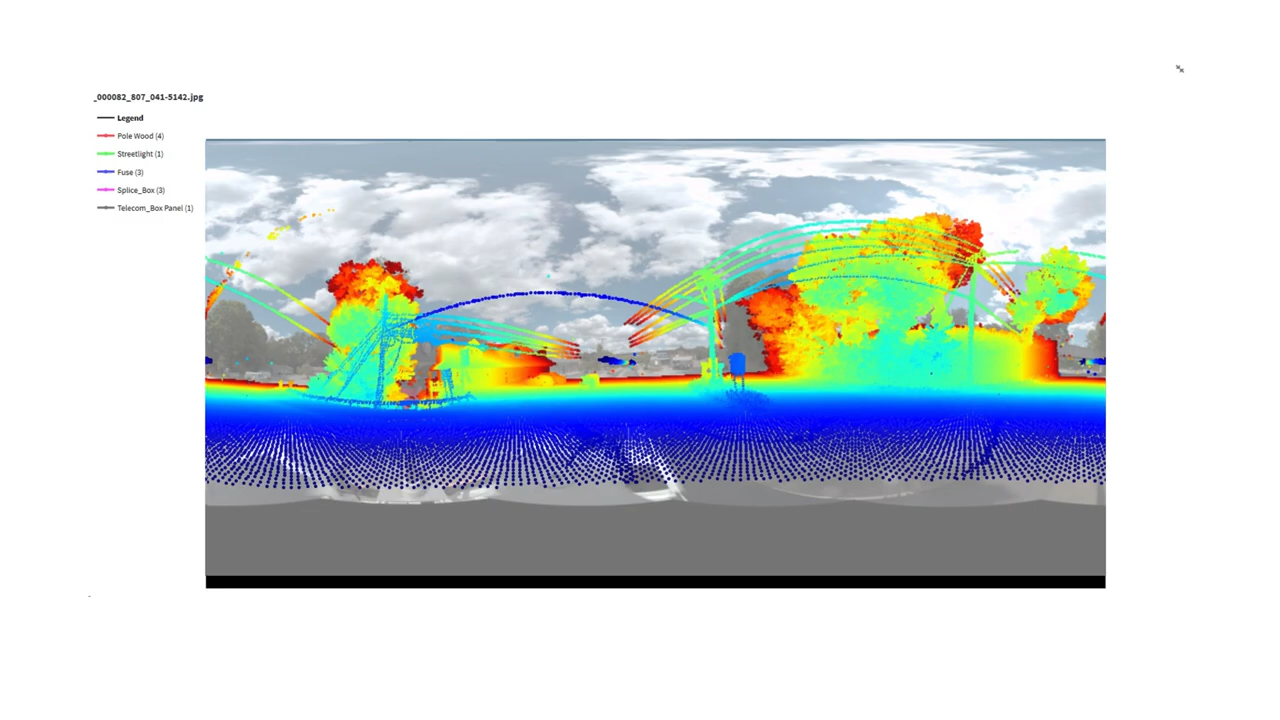 _000082_807_041-5142.jpg
Legend
Pole Wood (4)
Streetlight (1)
Fuse (3)
Splice_Box (3)
Telecom_Box Panel (1)